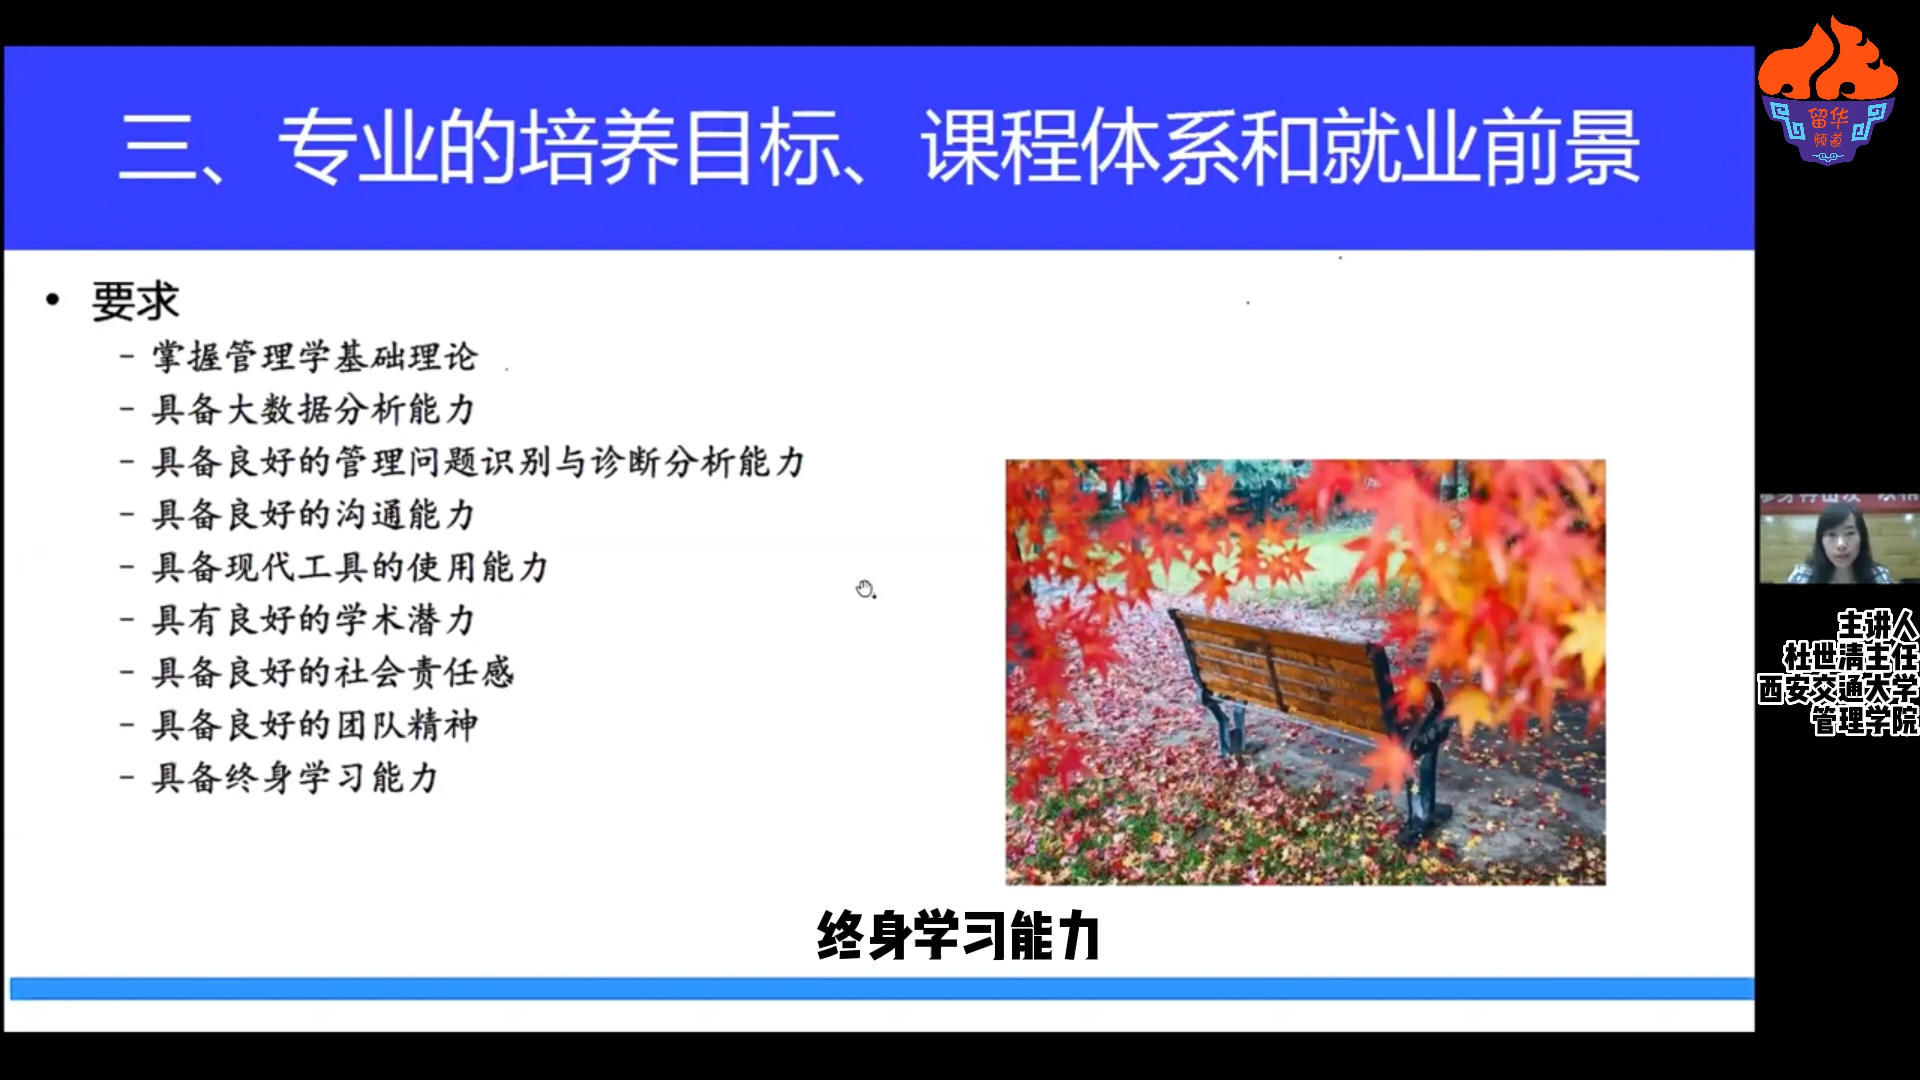 三、专业的培养目标、课程体系和就业前景
• 要求
– 掌握管理学基础理论
– 具备大数据分析能力
– 具备良好的管理问题识别与诊断分析能力
– 具备良好的沟通能力
– 具备现代工具的使用能力
– 具有良好的学术潜力
– 具备良好的社会责任感
– 具备良好的团队精神
– 具备终身学习能力
终身学习能力
留华
频道
主讲人
杜世清主任
西安交通大学
管理学院